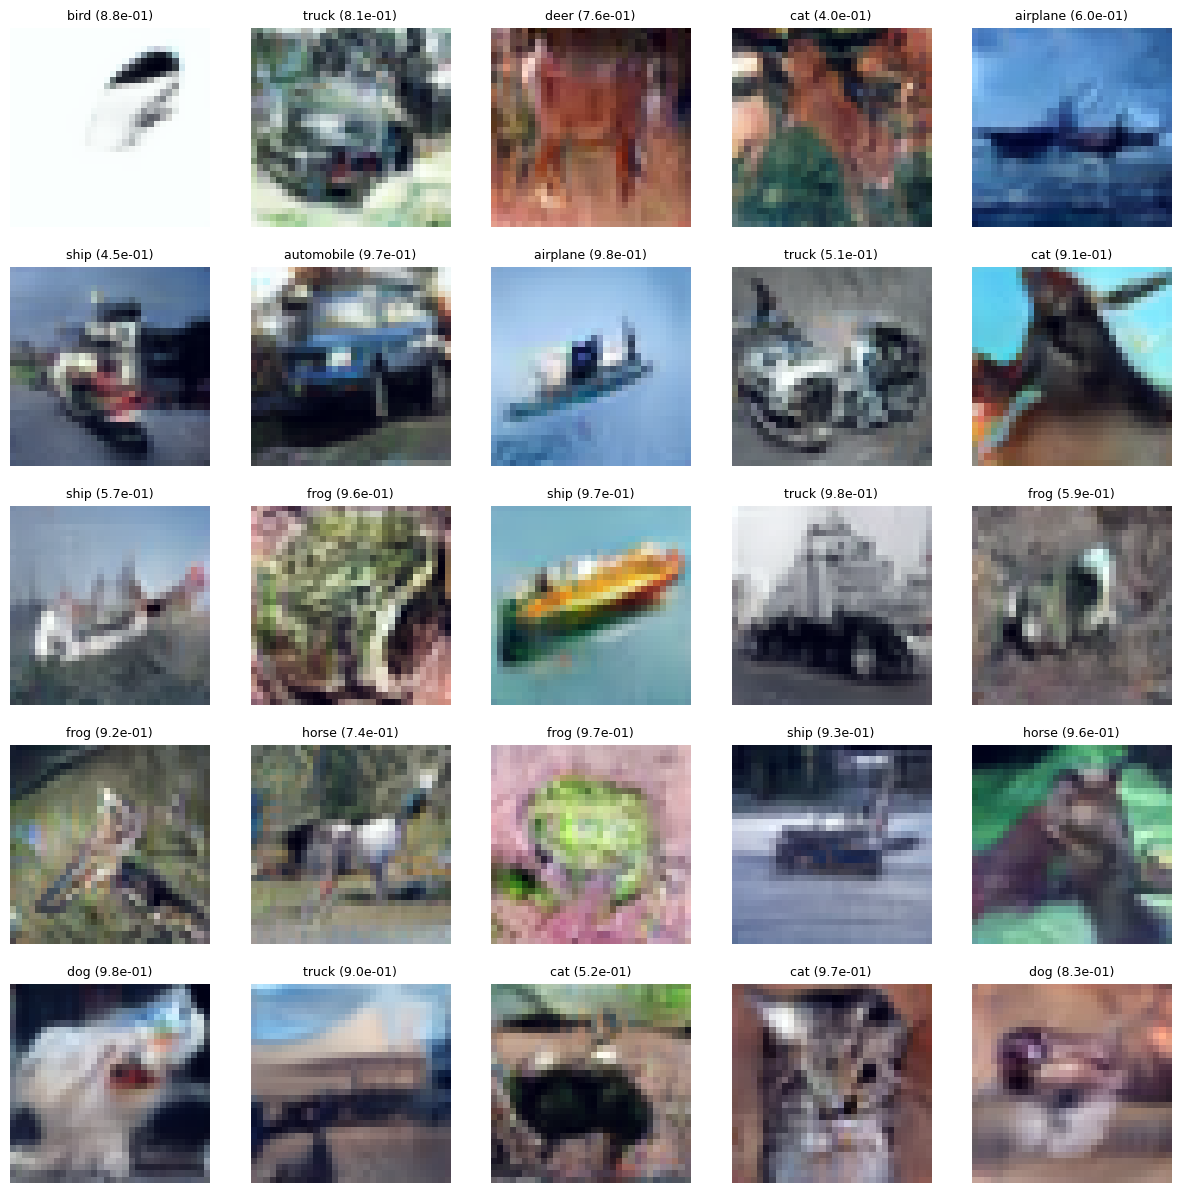 bird (8.8e-01) truck (8.1e-01) deer (7.6e-01) cat (4.0e-01) airplane (6.0e-01)
ship (4.5e-01) automobile (9.7e-01) airplane (9.8e-01) truck (5.1e-01) cat (9.1e-01)
ship (5.7e-01) frog (9.6e-01) ship (9.7e-01) truck (9.8e-01) frog (5.9e-01)
frog (9.2e-01) horse (7.4e-01) frog (9.7e-01) ship (9.3e-01) horse (9.6e-01)
dog (9.8e-01) truck (9.0e-01) cat (5.2e-01) cat (9.7e-01) dog (8.3e-01)